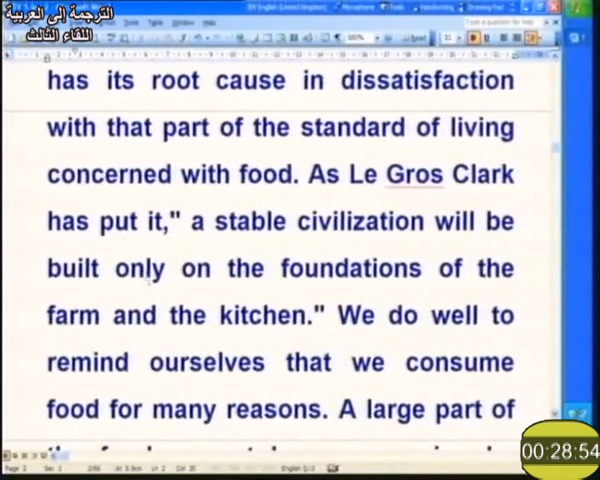 الترجمة إلى العربية
اللقاء الثالث
has its root cause in dissatisfaction
with that part of the standard of living
concerned with food. As Le Gros Clark
has put it," a stable civilization will be
built only on the foundations of the
farm and the kitchen." We do well to
remind ourselves that we consume
food for many reasons. A large part of
00:28:54